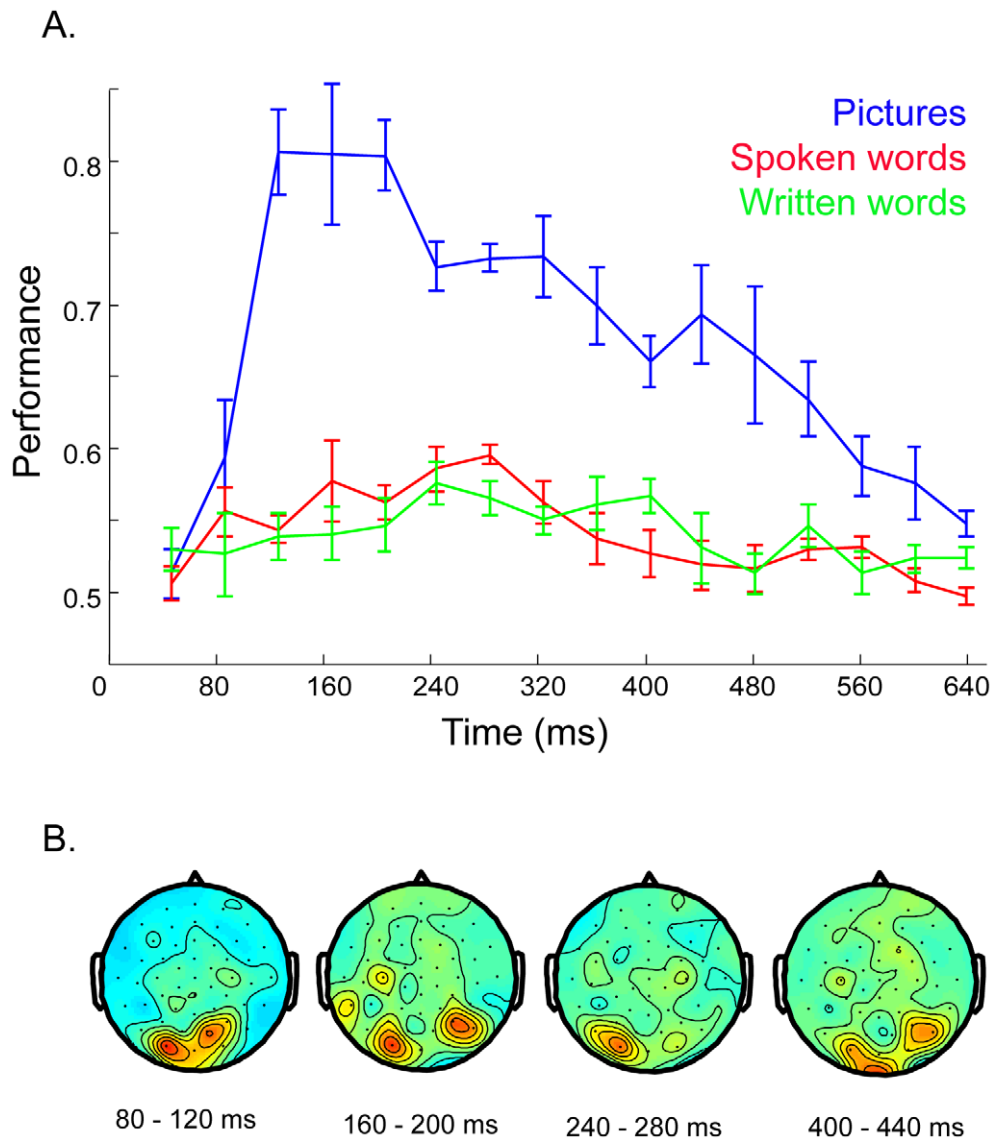 A.
Pictures
Spoken words
Written words
Performance
0.8
0.7
0.6
0.5
0 80 160 240 320 400 480 560 640
Time (ms)
B.
80 - 120 ms 160 - 200 ms 240 - 280 ms 400 - 440 ms